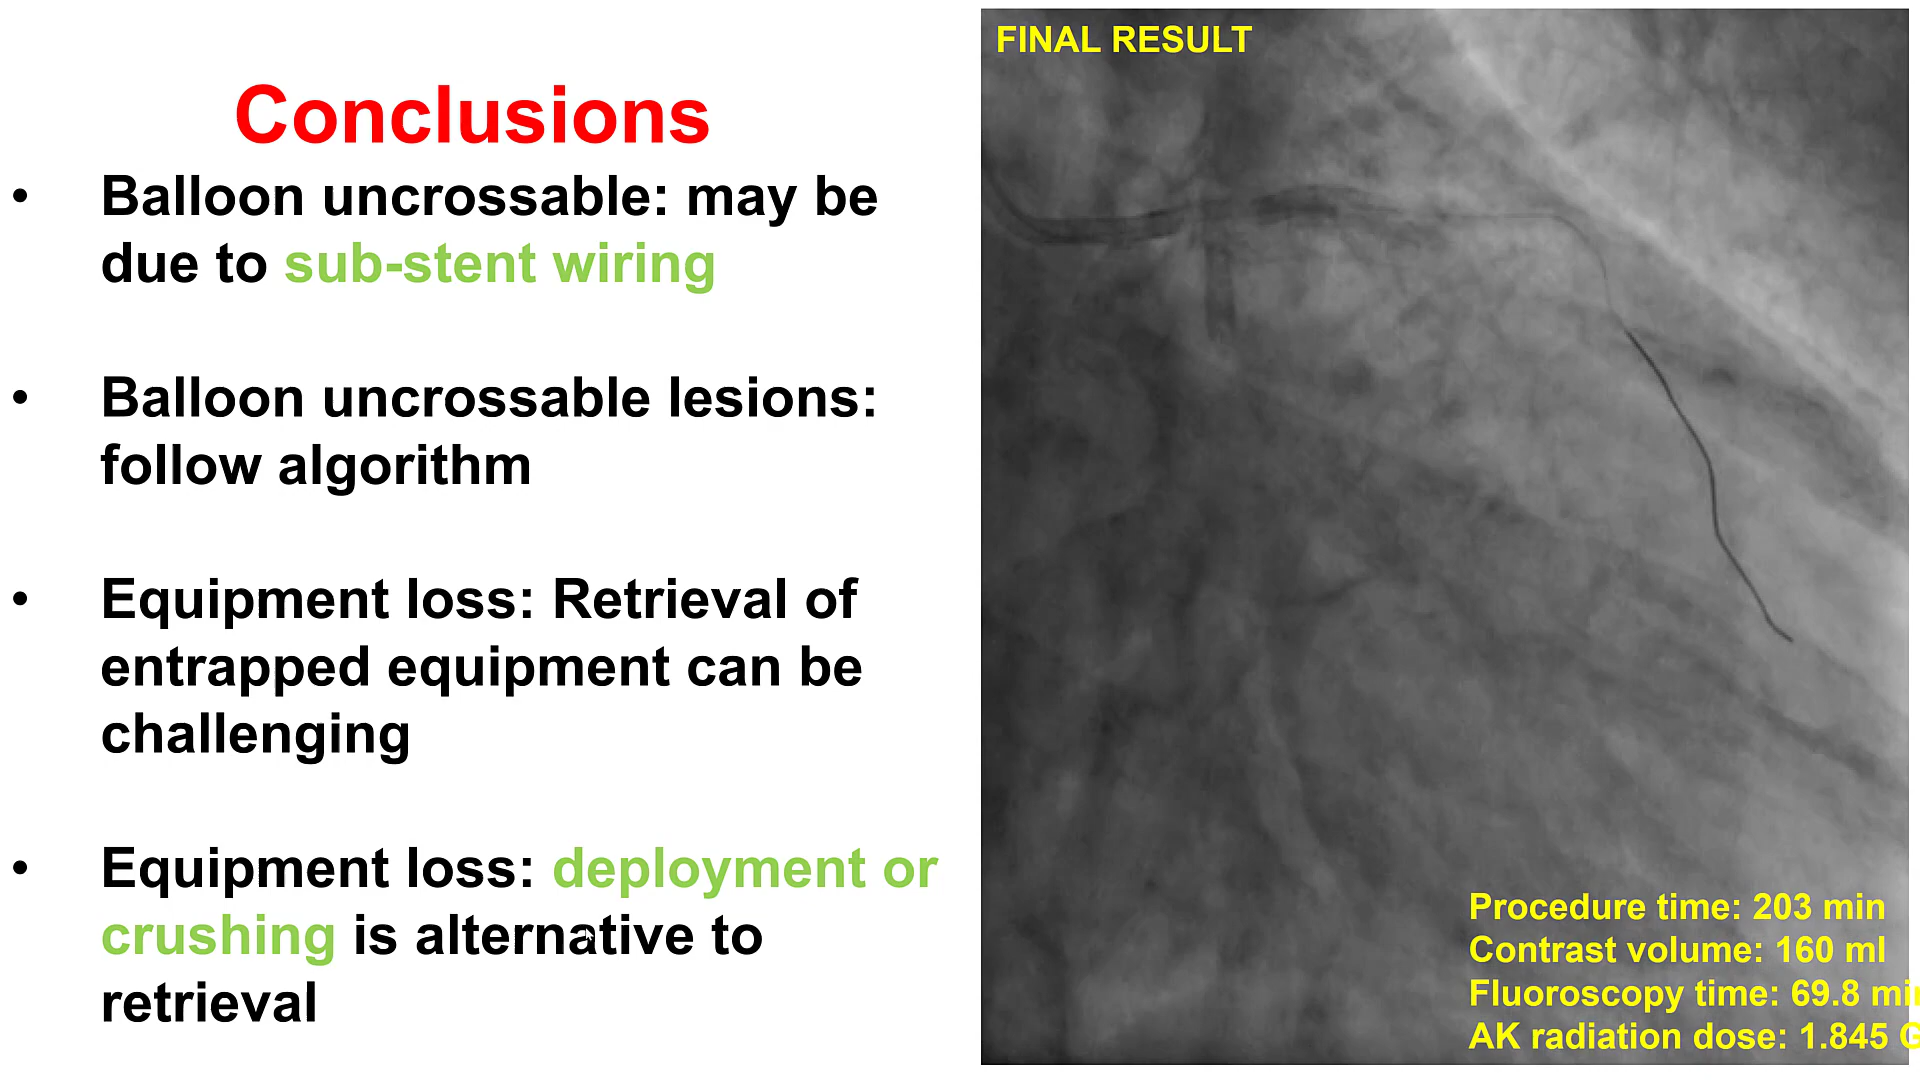 Conclusions
• Balloon uncrossable: may be
due to sub-stent wiring
• Balloon uncrossable lesions:
follow algorithm
• Equipment loss: Retrieval of
entrapped equipment can be
challenging
• Equipment loss: deployment or
crushing is alternative to
retrieval
FINAL RESULT
Procedure time: 203 min
Contrast volume: 160 ml
Fluoroscopy time: 69.8
AK radiation dose: 1.845